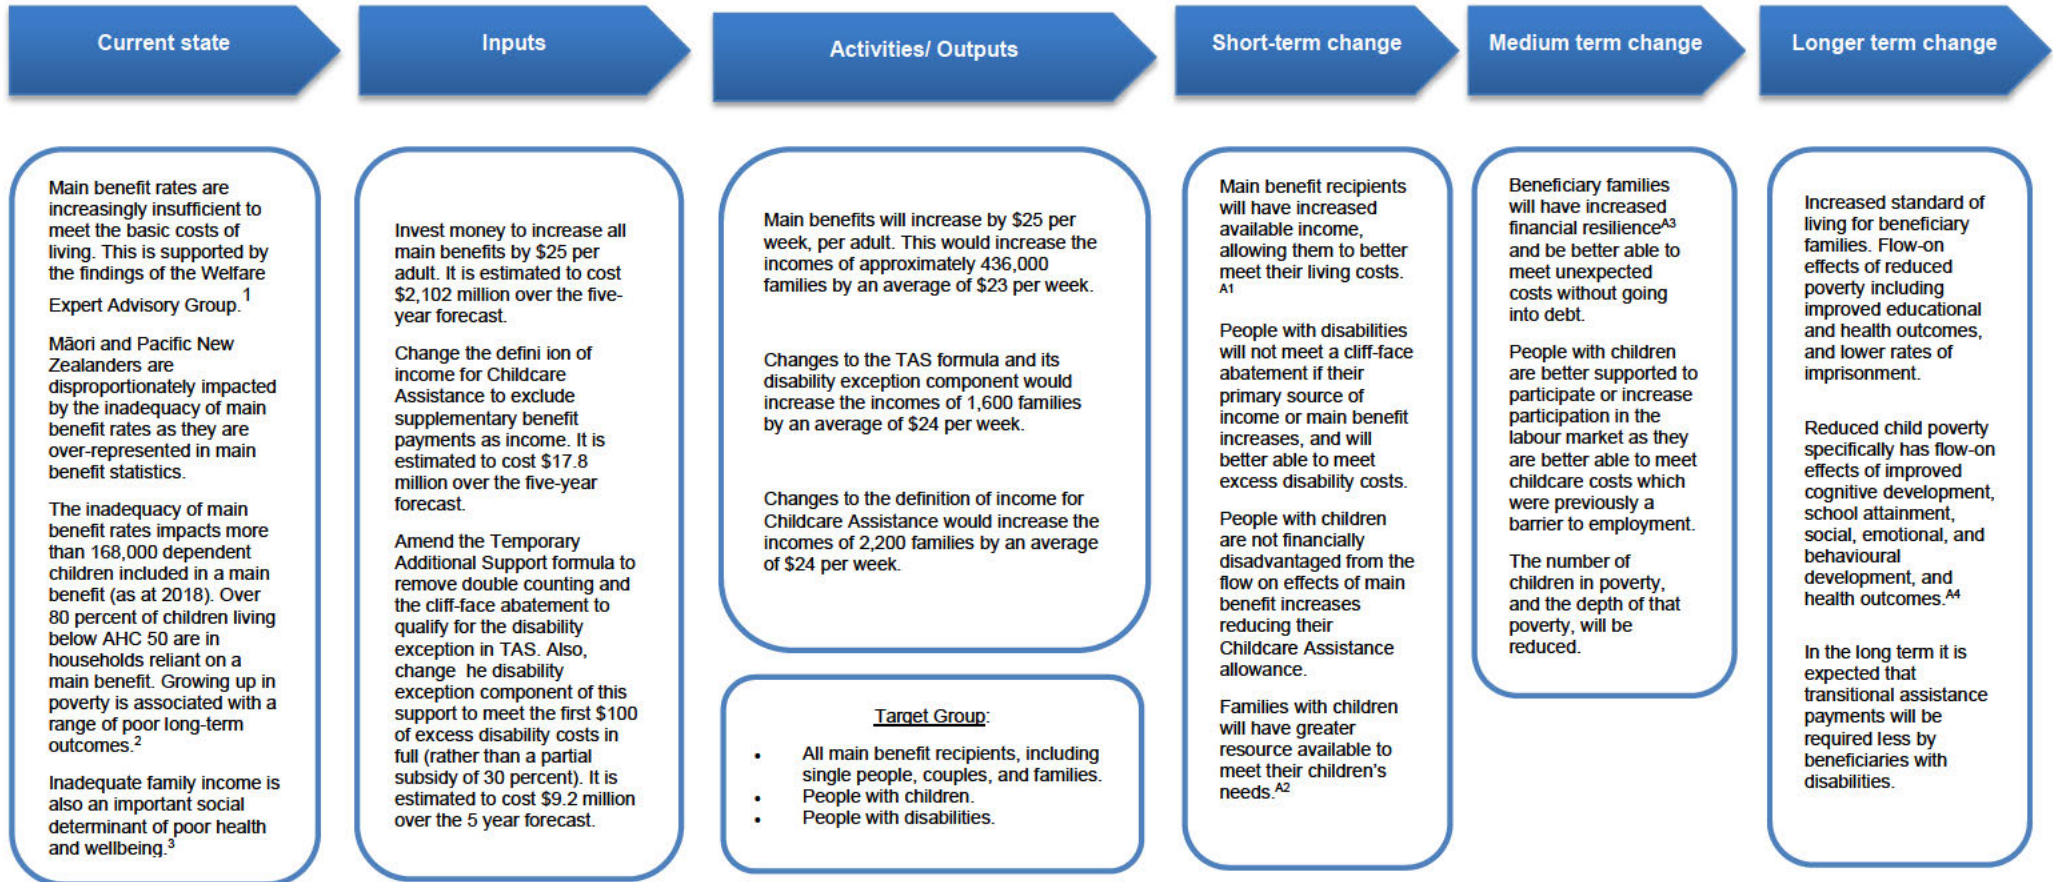 Current state
Inputs
Activities/ Outputs
Short-term change
Medium term change
Longer term change
Main benefit rates are
increasingly insufficient to
meet the basic costs of
living. This is supported by
the findings of the Welfare
Expert Advisory Group.1
Māori and Pacific New
Zealanders are
disproportionately impacted
by the inadequacy of main
benefit rates as they are
over-represented in main
benefit statistics.
The inadequacy of main
benefit rates impacts more
than 168,000 dependent
children included in a main
benefit (as at 2018). Over
80 percent of children living
below AHC 50 are in
households reliant on a
main benefit. Growing up in
poverty is associated with a
range of poor long-term
outcomes.2
Inadequate family income is
also an important social
determinant of poor health
and wellbeing.3
Invest money to increase all
main benefits by $25 per
adult. It is estimated to cost
$2,102 million over the five-
year forecast.
Change the defini ion of
income for Childcare
Assistance to exclude
supplementary benefit
payments as income. It is
estimated to cost $17.8
million over the five-year
forecast.
Amend the Temporary
Additional Support formula to
remove double counting and
the cliff-face abatement to
qualify for the disability
exception in TAS. Also,
change he disability
exception component of this
support to meet the first $100
of excess disability costs in
full (rather than a partial
subsidy of 30 percent). It is
estimated to cost $9.2 million
over the 5 year forecast.
Main benefits will increase by $25 per
week, per adult. This would increase the
incomes of approximately 436,000
families by an average of $23 per week.
Changes to the TAS formula and its
disability exception component would
increase the incomes of 1,600 families
by an average of $24 per week.
Changes to the definition of income for
Childcare Assistance would increase the
incomes of 2,200 families by an average
of $24 per week.
Target Group:
• All main benefit recipients, including
single people, couples, and families.
• People with children.
• People with disabilities.
Main benefit recipients
will have increased
available income,
allowing them to better
meet their living costs.
A1
People with disabilities
will not meet a cliff-face
abatement if their
primary source of
income or main benefit
increases, and will
better able to meet
excess disability costs.
People with children
are not financially
disadvantaged from the
flow on effects of main
benefit increases
reducing their
Childcare Assistance
allowance.
Families with children
will have greater
resource available to
meet their children's
needs.A2
Beneficiary families
will have increased
financial resilienceA3
and be better able to
meet unexpected
costs without going
into debt.
People with children
are better supported to
participate or increase
participation in the
labour market as they
are better able to meet
childcare costs which
were previously a
barrier to employment.
The number of
children in poverty,
and the depth of that
poverty, will be
reduced.
Increased standard of
living for beneficiary
families. Flow-on
effects of reduced
poverty including
improved educational
and health outcomes,
and lower rates of
imprisonment.
Reduced child poverty
specifically has flow-on
effects of improved
cognitive development,
school attainment,
social, emotional, and
behavioural
development, and
health outcomes.A4
In the long term it is
expected that
transitional assistance
payments will be
required less by
beneficiaries with
disabilities.